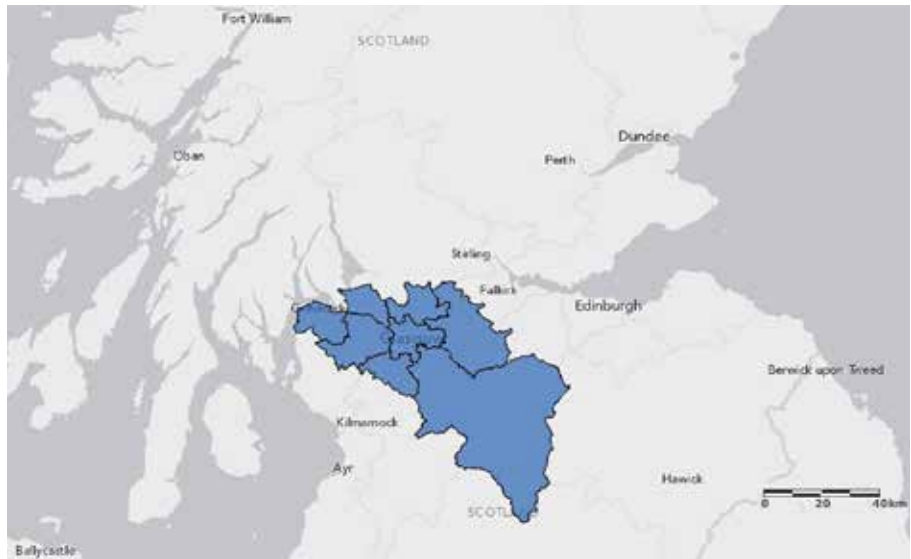 Fort William
SCOTLAND
Dundee
Oban
Perth
Stirling
Falkirk
Edinburgh
Berwick upon Tweed
Kilmarnock
Ayr
Hawick
0 20 40km
SCOTLAND
Ballycastle